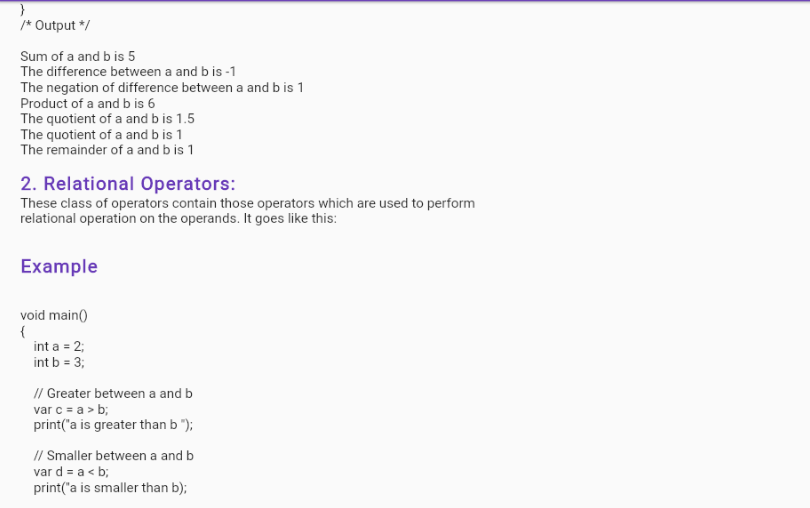 }
/* Output */
Sum of a and b is 5
The difference between a and b is -1
The negation of difference between a and b is 1
Product of a and b is 6
The quotient of a and b is 1.5
The quotient of a and b is 1
The remainder of a and b is 1
2. Relational Operators:
These class of operators contain those operators which are used to perform
relational operation on the operands. It goes like this:
Example
void main()
{
int a = 2;
int b = 3;
// Greater between a and b
var c = a > b;
print("a is greater than b ");
// Smaller between a and b
var d = a < b;
print("a is smaller than b);